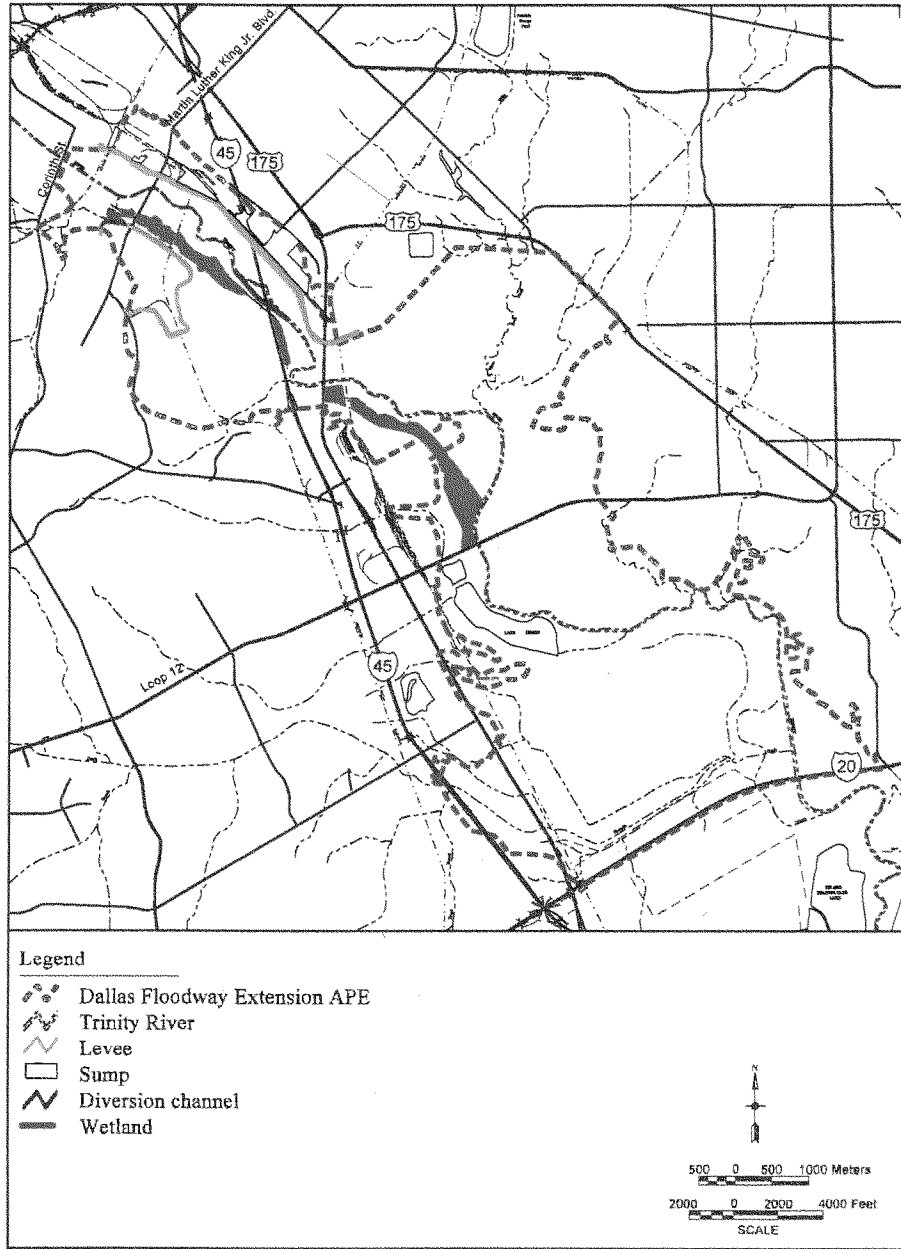 Martin Luther King Jr. Blvd.
Corinth St
45
175
175
175
Loop 12
45
20
Legend
Dallas Floodway Extension APE
Trinity River
Levee
Sump
Diversion channel
Wetland
N
500 0 500 1000 Meters
2000 0 2000 4000 Feet
SCALE